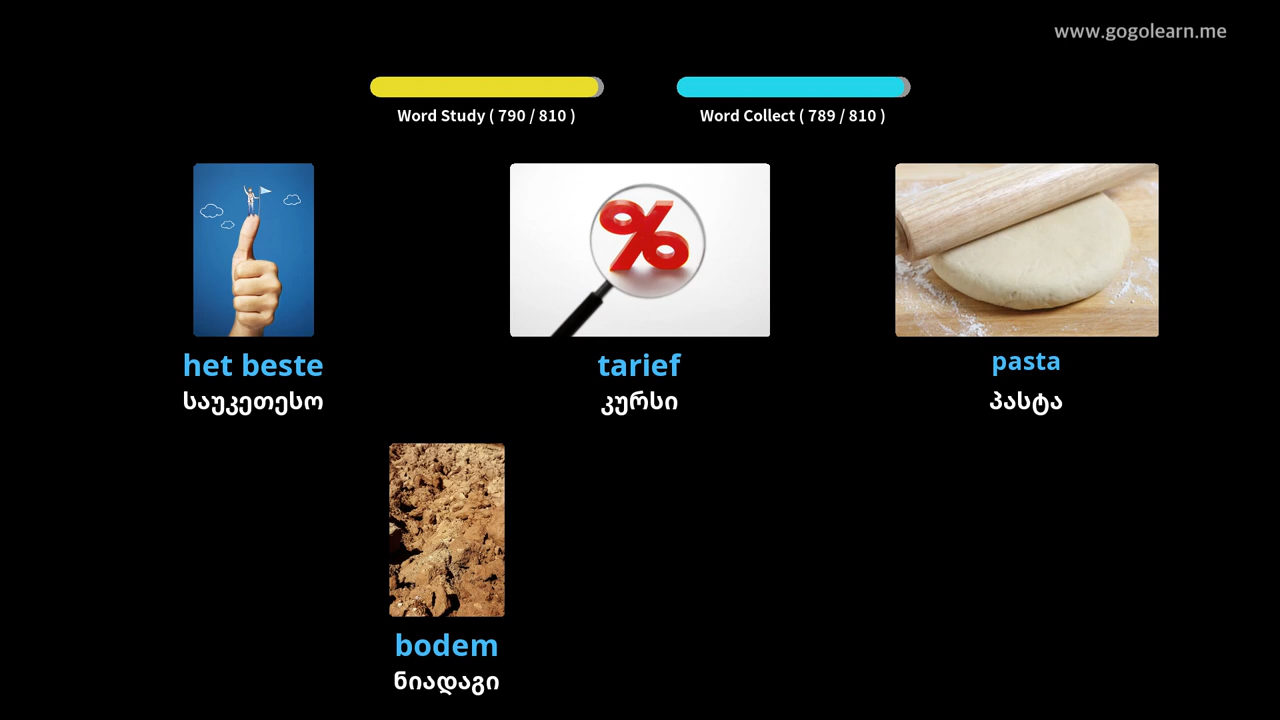 www.gogolearn.me
Word Study ( 790 / 810 )
Word Collect ( 789 / 810 )
het beste
საუკეთესო
tarief
კურსი
pasta
პასტა
bodem
ნიადაგი